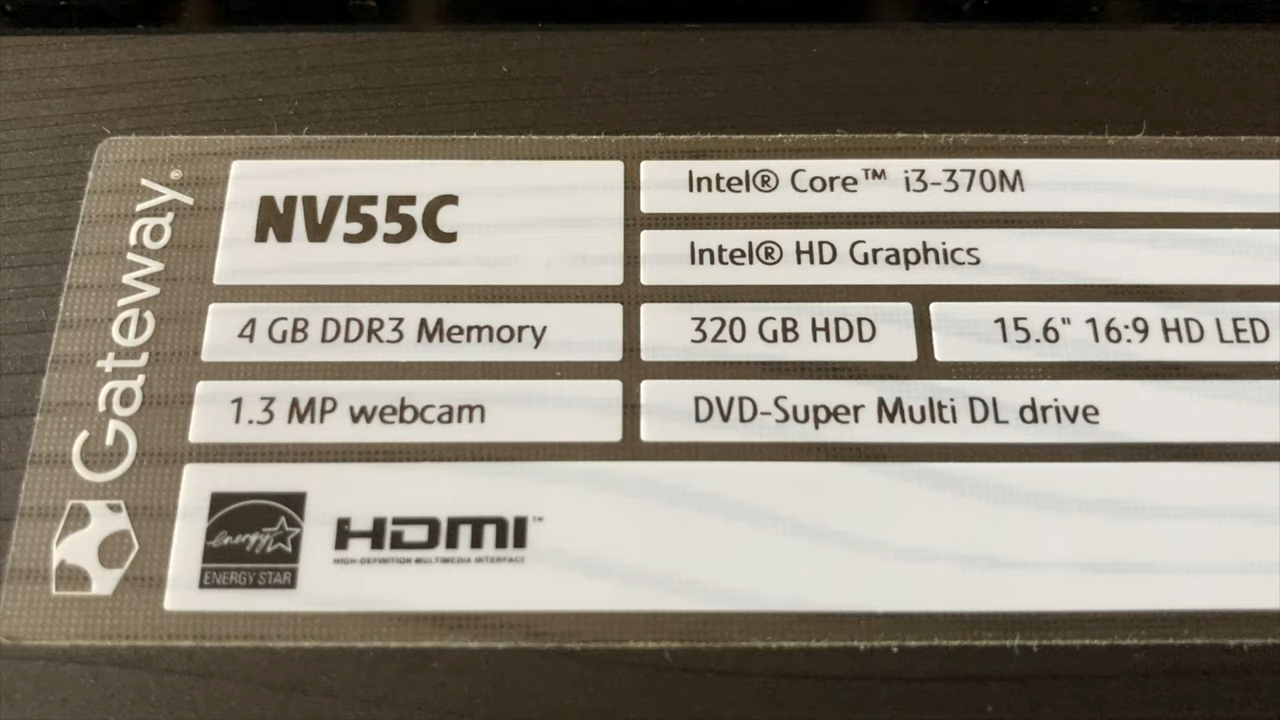 Gateway.
NV55C
Intel® Core™ i3-370M
Intel® HD Graphics
4 GB DDR3 Memory
320 GB HDD
15.6" 16:9 HD LED
1.3 MP webcam
DVD-Super Multi DL drive
energy
ENERGY STAR
HDMI™
HIGH-DEFINITION MULTIMEDIA INTERFACE